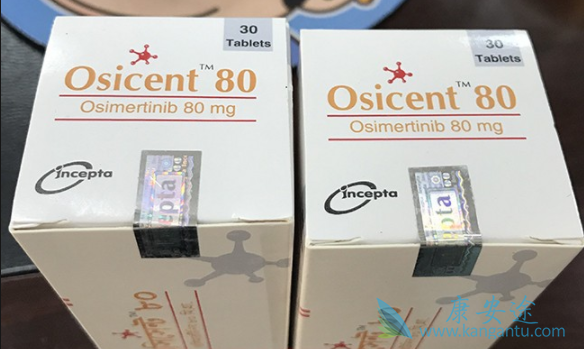 30
Tablets
Osicent™ 80
Osimertinib 80 mg
incepta
30
Tablets
Osicent™ 80
Osimertinib 80 mg
incepta
康安途
www.kangantu.com